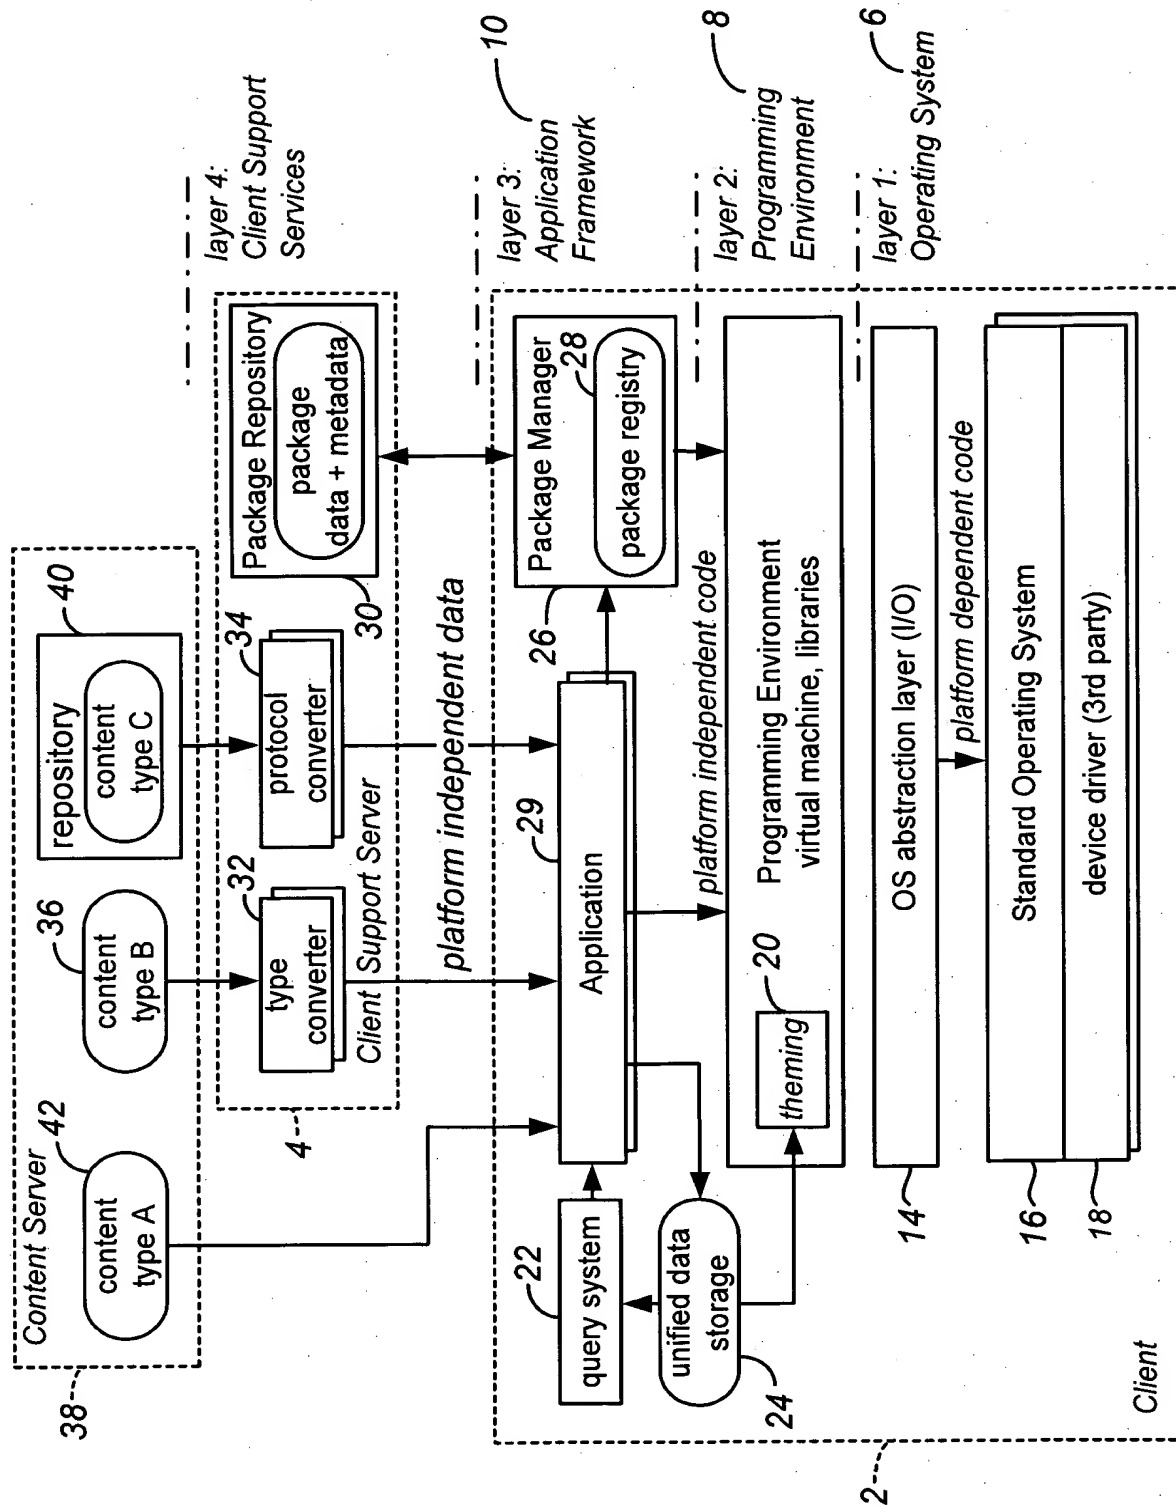 Content Server
38
42
content
type A
36
content
type B
40
repository
content
type C
layer 4:
Client Support
Services
4
32
type
converter
34
protocol
converter
30
Package Repository
package
data + metadata
Client Support Server
platform independent data
layer 3:
Application
Framework
10
22
query system
29
Application
26
Package Manager
28
package registry
unified data
storage
24
platform independent code
layer 2:
Programming
Environment
8
20
theming
Programming Environment
virtual machine, libraries
layer 1:
Operating System
6
14
OS abstraction layer (I/O)
platform dependent code
16
Standard Operating System
18
device driver (3rd party)
Client
2